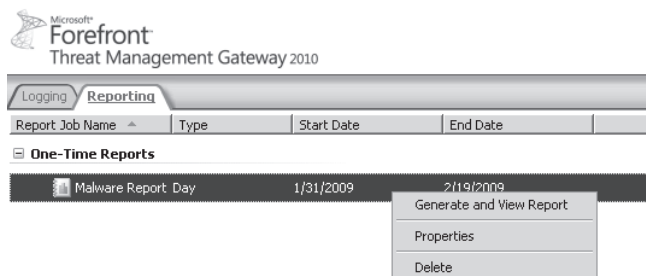 Microsoft®
Forefront™
Threat Management Gateway 2010
Logging Reporting
Report Job Name Type Start Date End Date
One-Time Reports
Malware Report Day 1/31/2009 2/19/2009
Generate and View Report
Properties
Delete